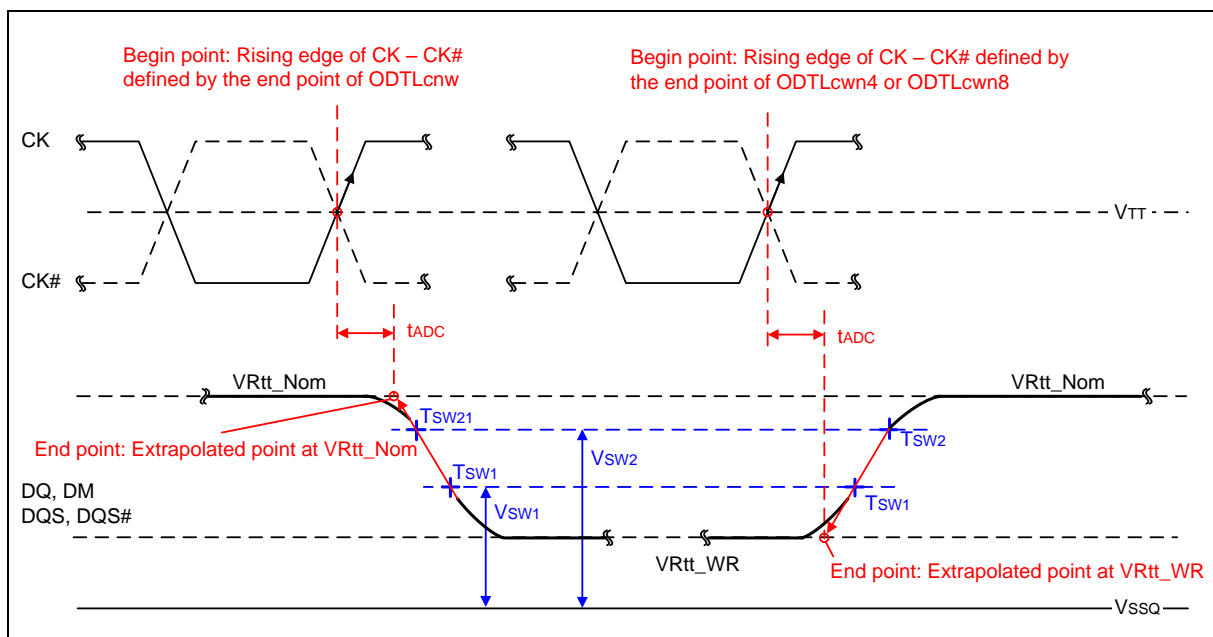 Begin point: Rising edge of CK – CK#
defined by the end point of ODTLcnw
Begin point: Rising edge of CK – CK# defined by
the end point of ODTLcwn4 or ODTLcwn8
CK
VTT
CK#
tADC
tADC
VRtt_Nom
VRtt_Nom
TSW21
TSW2
End point: Extrapolated point at VRtt_Nom
VSW2
TSW1
TSW1
DQ, DM
DQS, DQS#
VSW1
VRtt_WR
End point: Extrapolated point at VRtt_WR
VSSQ